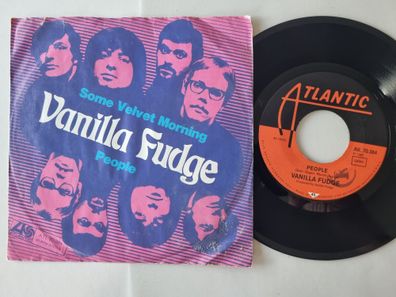 Some Velvet Morning
Vanilla Fudge
People
ATLANTIC
PEOPLE
VANILLA FUDGE